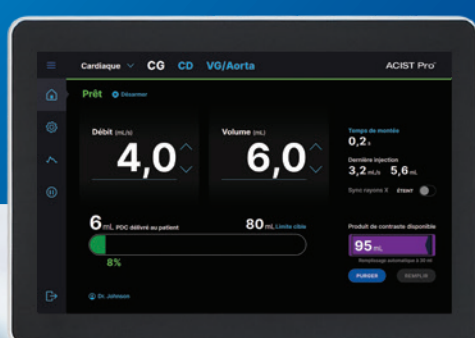 Cardiaque CG CD VG/Aorta ACIST Pro
Prêt Désarmer
Débit (mL/s)
4,0
Volume (mL)
6,0
Temps de montée
0,2 s
Dernière injection
3,2 mL/s 5,6 mL
Sync rayons X ÉTEINT
6 mL PDC délivré au patient 80 mL Limite cible
8%
Produit de contraste disponible
95 mL
Remplissage automatique à 30 ml
PURGER REMPLIR
Dr. Johnson